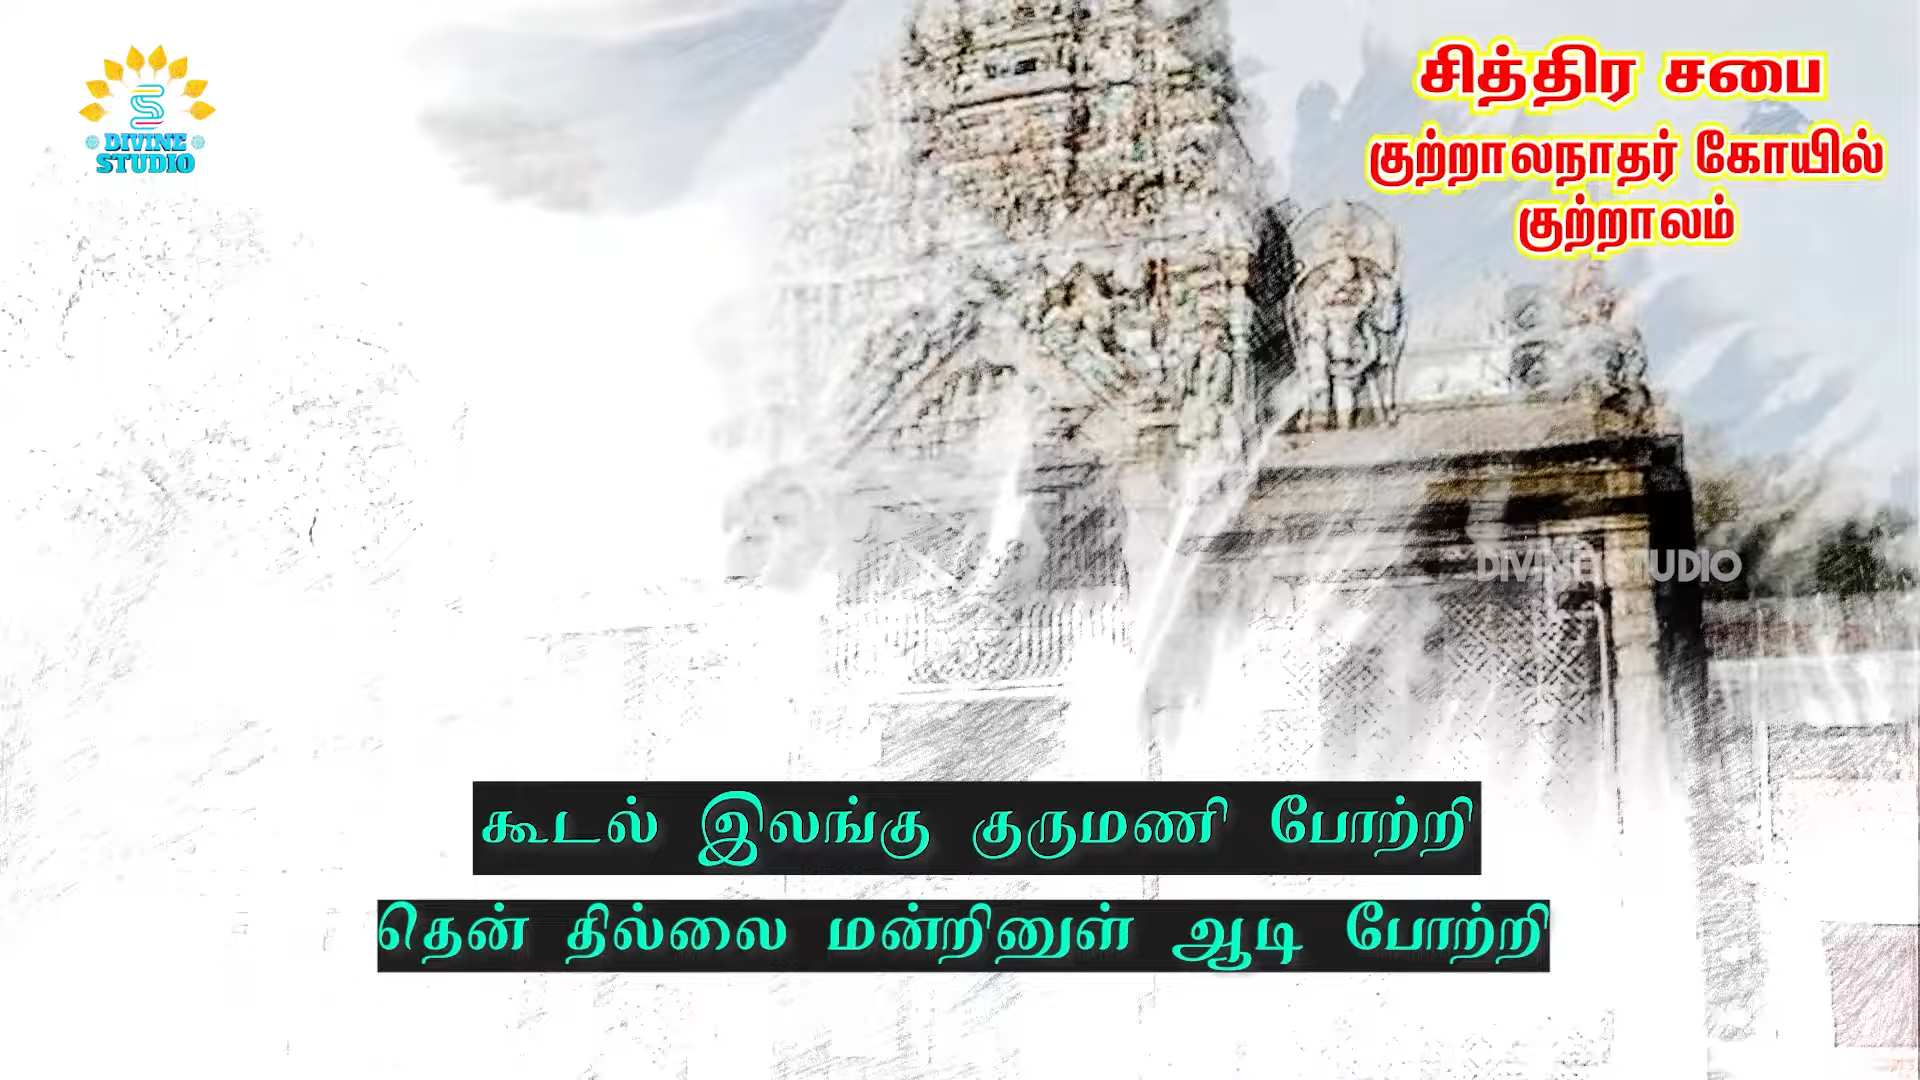 DIVINE
STUDIO
சித்திர சபை
குற்றாலநாதர் கோயில்
குற்றாலம்
DIVINE STUDIO
கூடல் இலங்கு குருமணி போற்றி
தென் தில்லை மன்றினுள் ஆடி போற்றி